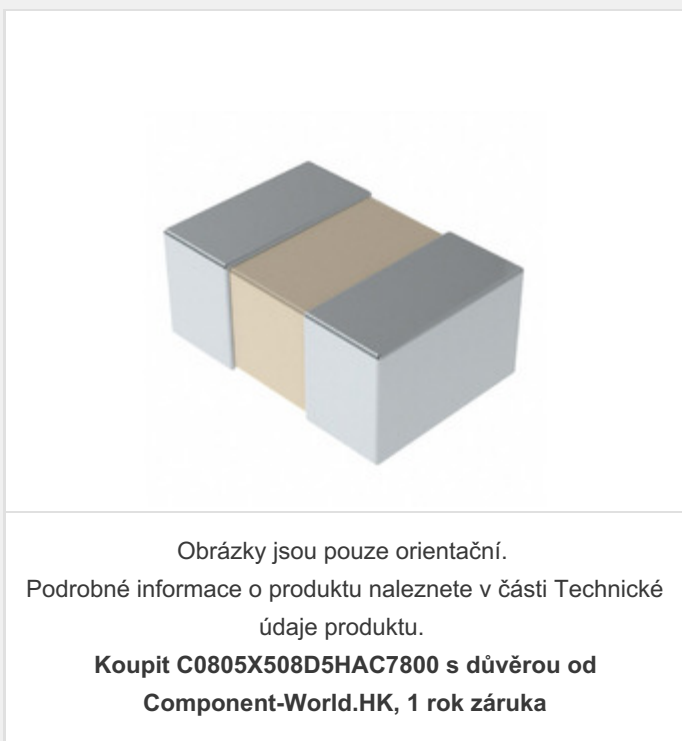 Obrázky jsou pouze orientační.
Podrobné informace o produktu naleznete v části Technické
údaje produktu.
Koupit C0805X508D5HAC7800 s důvěrou od
Component-World.HK, 1 rok záruka